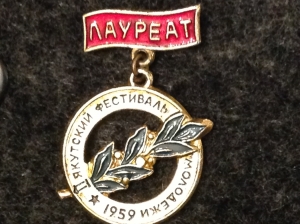 ЛАУРЕАТ
II ЯКУТСКИЙ ФЕСТИВАЛЬ МОЛОДЕЖИ
1959